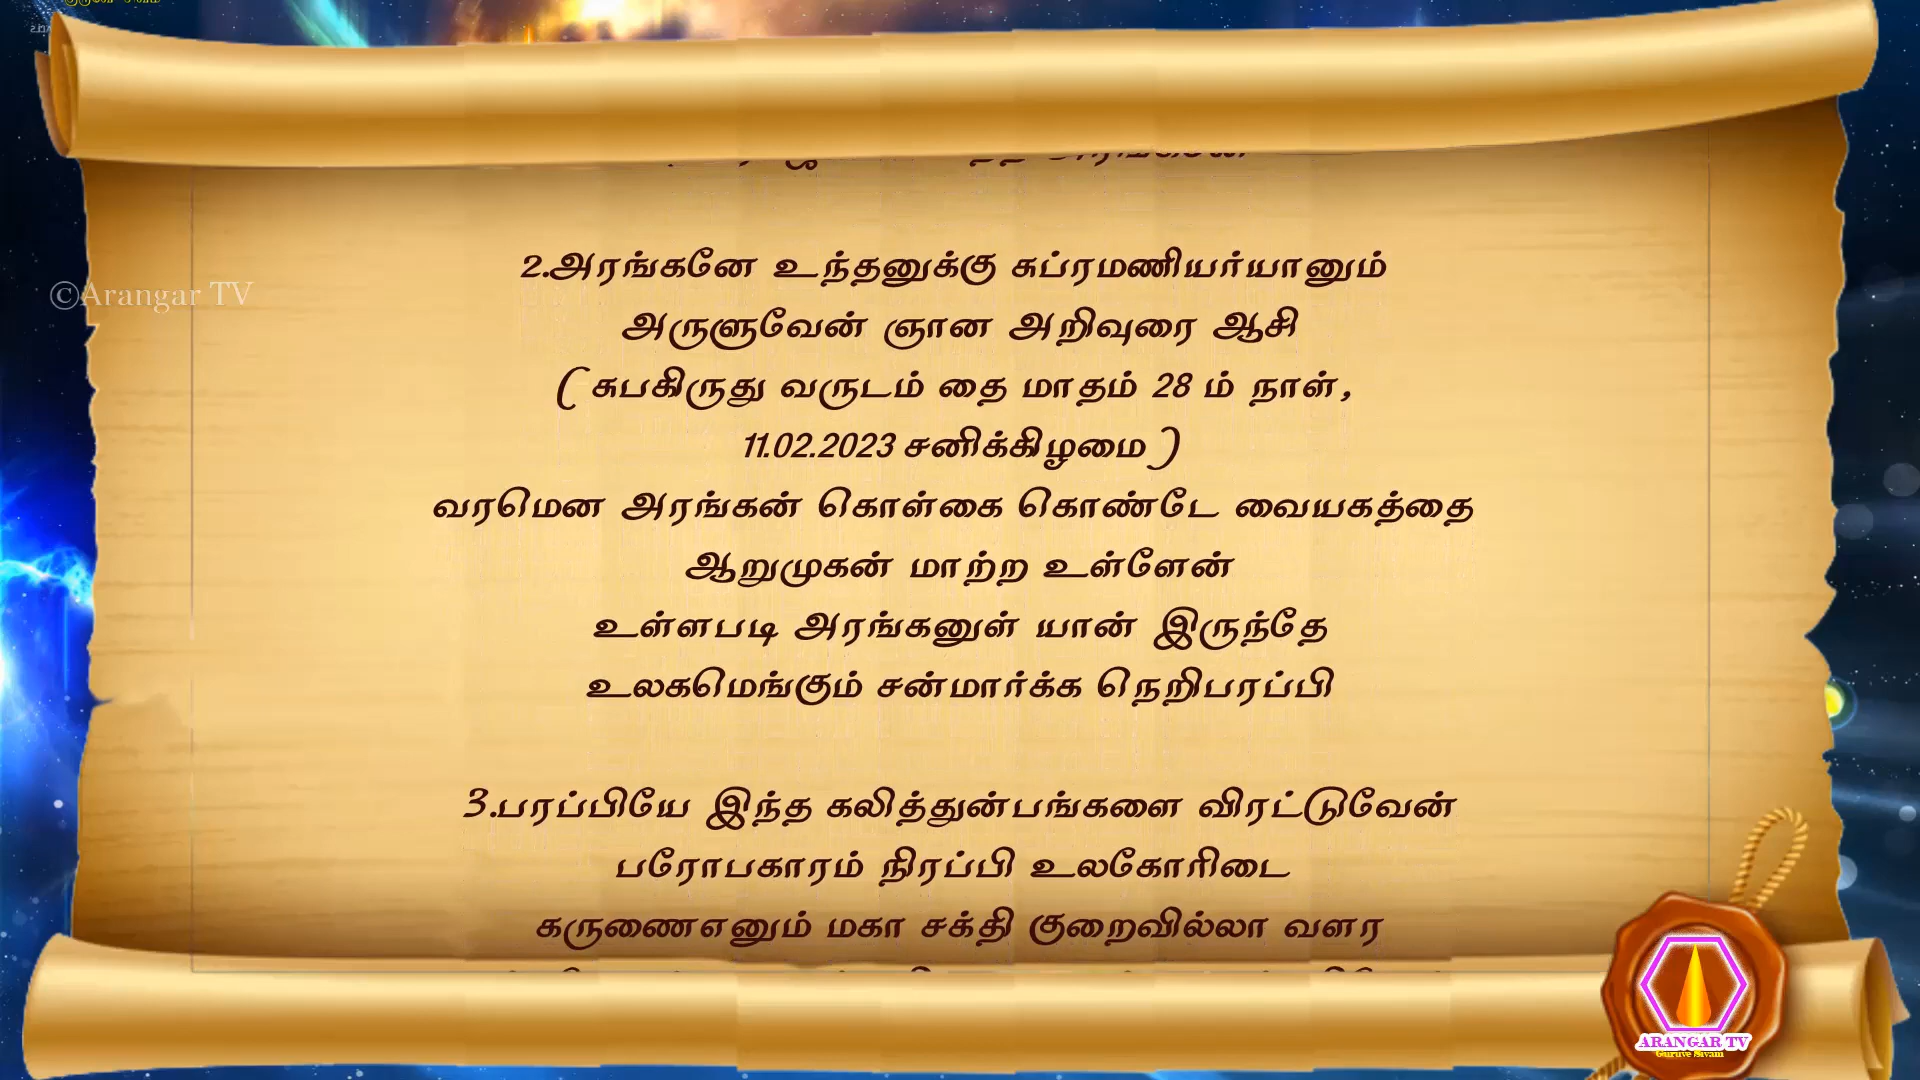 2.அரங்கனே உந்தனுக்கு சுப்ரமணியர்யானும்
©Arangar TV
அருளுவேன் ஞான அறிவுரை ஆசி
( சுபகிருது வருடம் தை மாதம் 28 ம் நாள்,
11.02.2023 சனிக்கிழமை )
வரமென அரங்கன் கொள்கை கொண்டே வையகத்தை
ஆறுமுகன் மாற்ற உள்ளேன்
உள்ளபடி அரங்கனுள் யான் இருந்தே
உலகமெங்கும் சன்மார்க்க நெறிபரப்பி
3.பரப்பியே இந்த கலித்துன்பங்களை விரட்டுவேன்
பரோபகாரம் நிரப்பி உலகோரிடை
கருணைஎனும் மகா சக்தி குறைவில்லா வளர
ARANGAR TV
Guruve Sivam